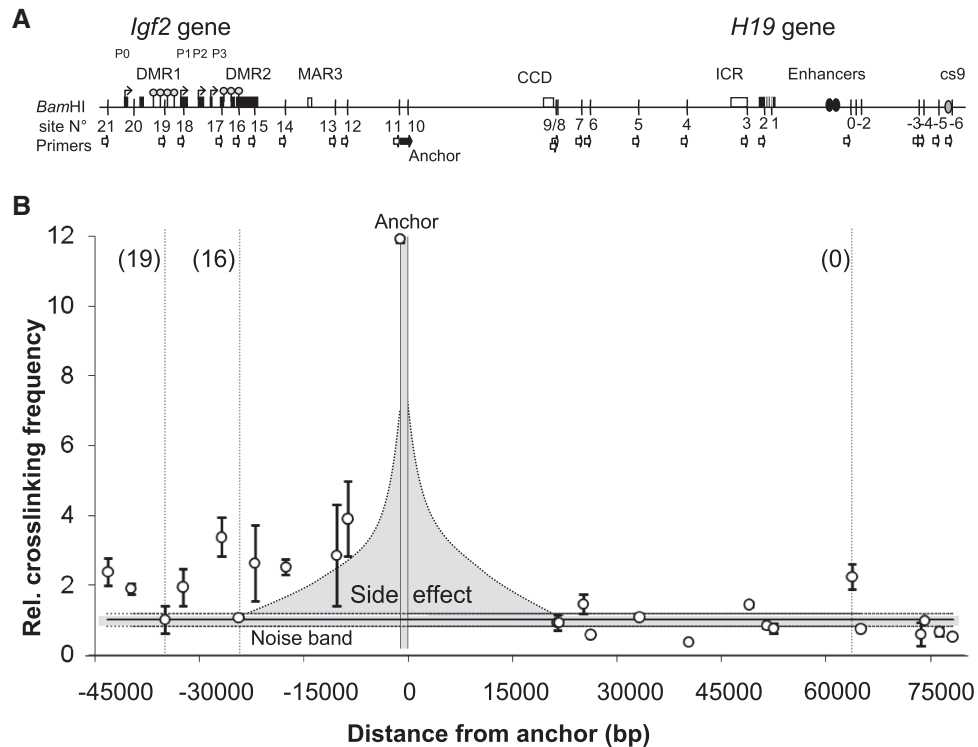 A
Igf2 gene
H19 gene
P0 P1 P2 P3
DMR1 DMR2 MAR3 CCD ICR Enhancers cs9
BamHI
site N° 21 20 19 18 17 16 15 14 13 12 11 10 9/8 7 6 5 4 3 2 1 0 -2 -3 -4 -5 -6
Primers
Anchor
B
Anchor
12
(19) (16) (0)
10
8
6
4
2
0
Rel. crosslinking frequency
Side effect
Noise band
-45000 -30000 -15000 0 15000 30000 45000 60000 75000
Distance from anchor (bp)